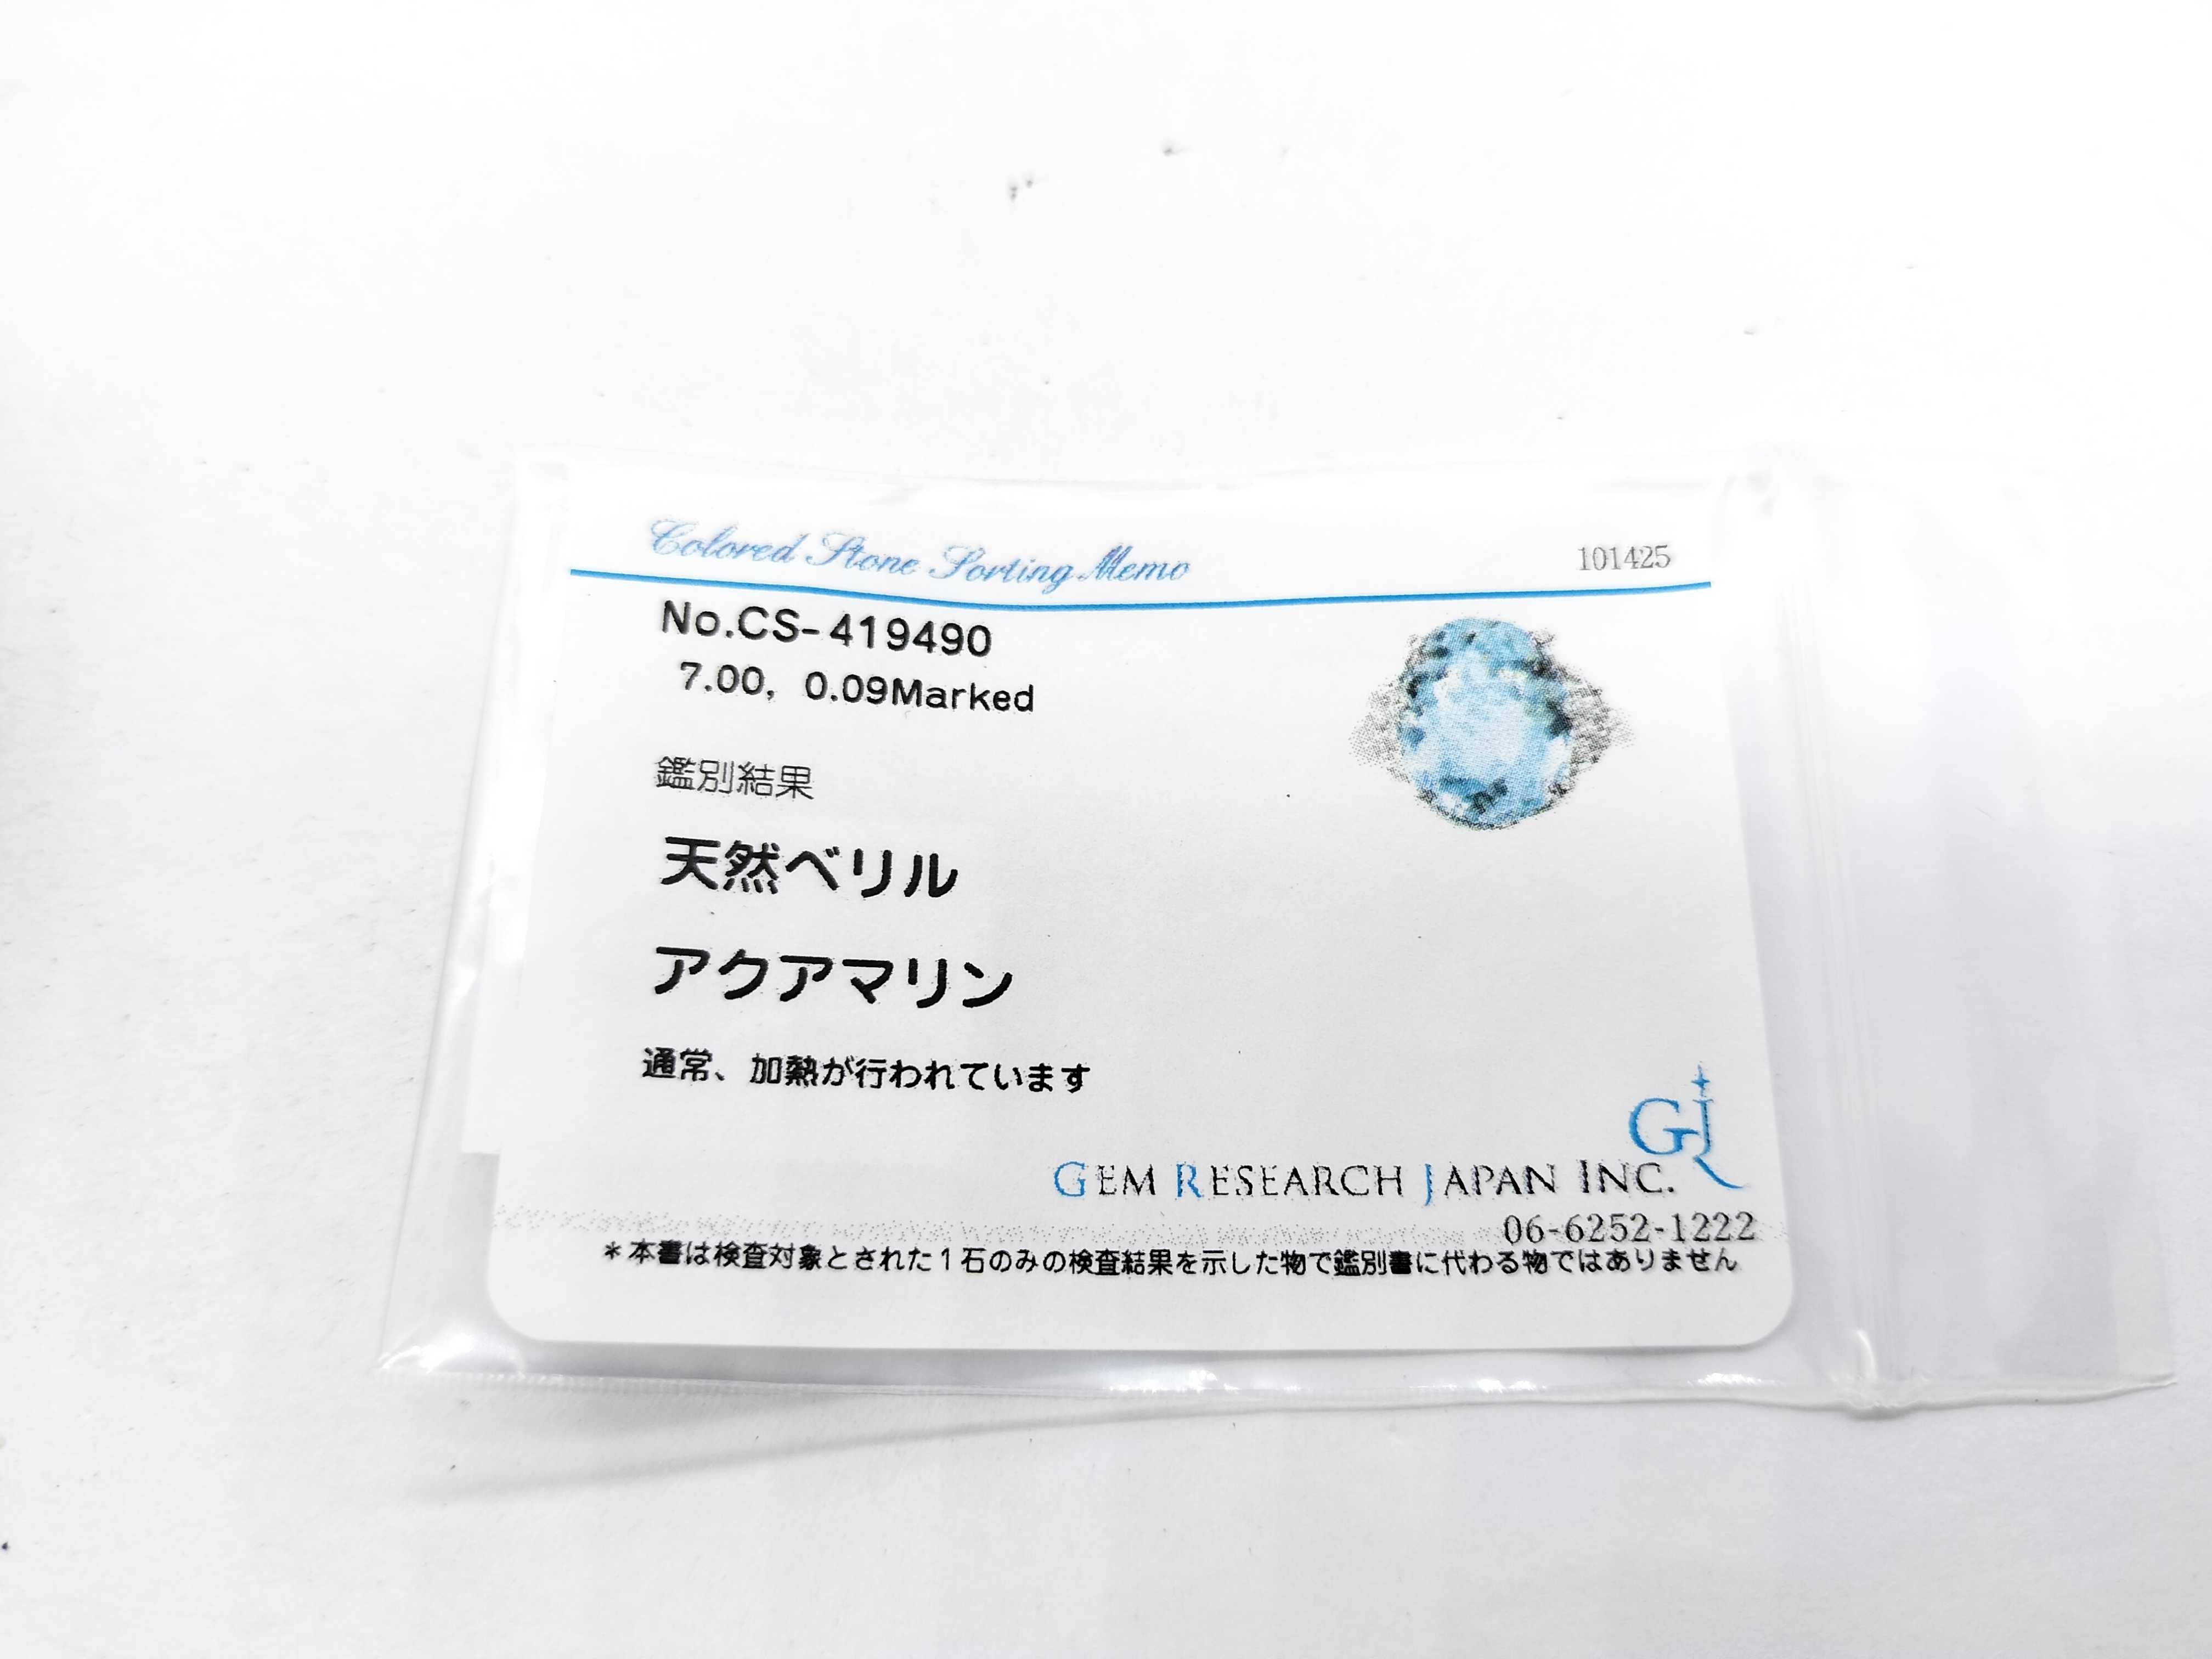 Colored Stone Sorting Memo
101425
No.CS-419490
7.00, 0.09Marked
鑑別結果
天然ベリル
アクアマリン
通常、加熱が行われています
GJ
GEM RESEARCH JAPAN INC.
06-6252-1222
*本書は検査対象とされた1石のみの検査結果を示した物で鑑別書に代わる物ではありません